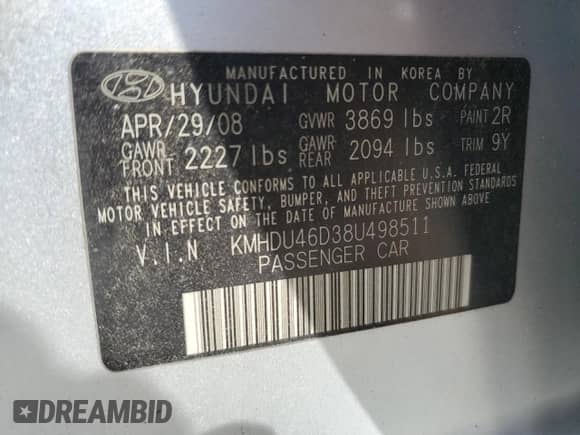 MANUFACTURED IN KOREA BY
HYUNDAI MOTOR COMPANY
APR/29/08 GVWR 3869 lbs PAINT 2R
GAWR FRONT 2227 lbs GAWR REAR 2094 lbs TRIM 9Y
THIS VEHICLE CONFORMS TO ALL APPLICABLE U.S.A. FEDERAL
MOTOR VEHICLE SAFETY, BUMPER, AND THEFT PREVENTION STANDARDS
IN EFFECT ON THE DATE OF MANUFACTURE SHOWN ABOVE.
V.I.N KMHDU46D38U498511
PASSENGER CAR
DREAMBID